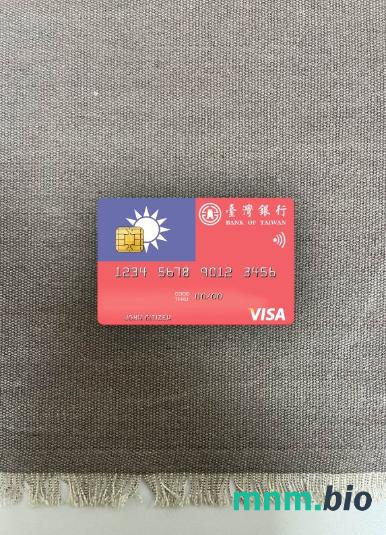 臺灣銀行
BANK OF TAIWAN
1234 5678 9012 3456
GOOD
THRU 00/00
VISA
mnm.bio